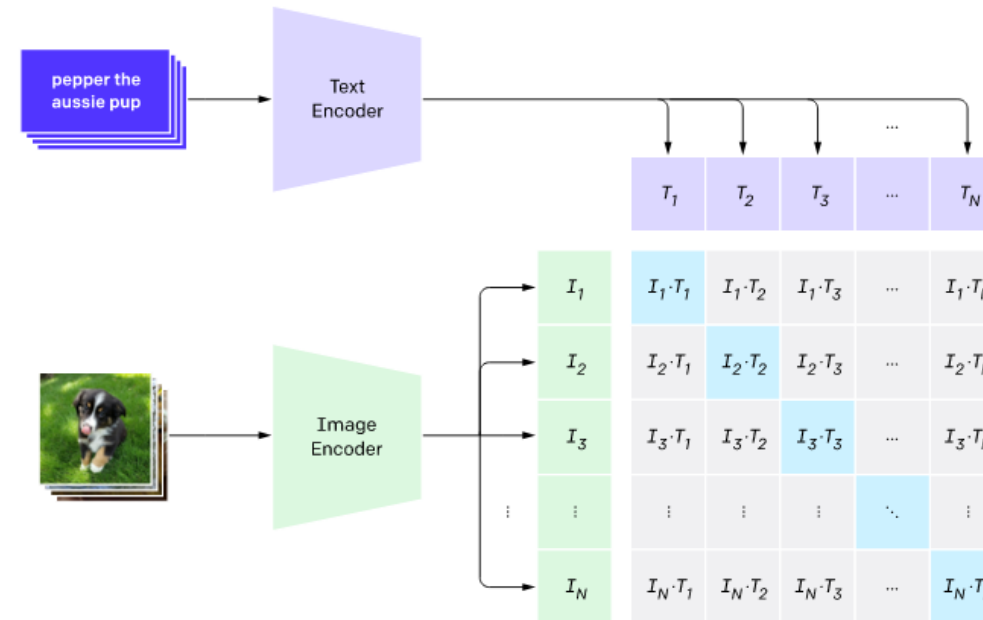 pepper the
aussie pup
Text
Encoder
...
T1 T2 T3 ... TN
I1 I1·T1 I1·T2 I1·T3 ...
I2 I2·T1 I2·T2 I2·T3 ...
Image
Encoder
I3 I3·T1 I3·T2 I3·T3 ...
⋮ ⋮ ⋮ ⋮ ⋮ ⋱ ⋮
IN IN·T1 IN·T2 IN·T3 ...